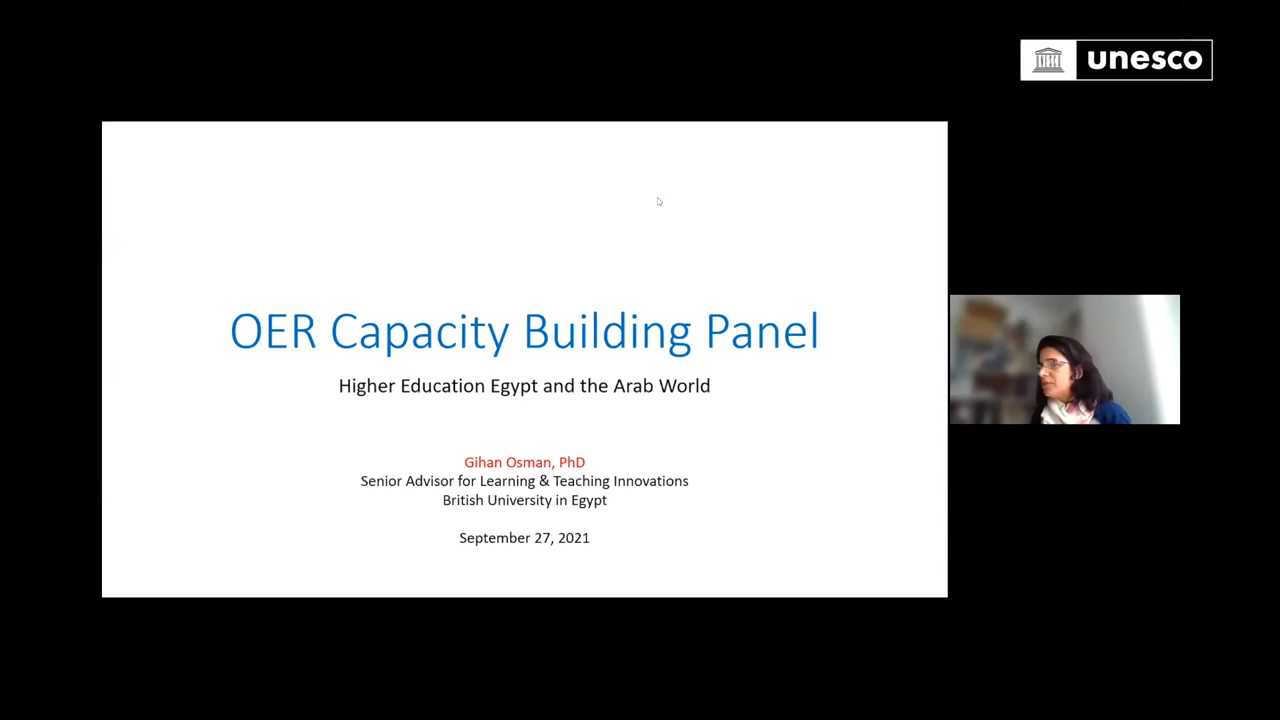 unesco
OER Capacity Building Panel
Higher Education Egypt and the Arab World
Gihan Osman, PhD
Senior Advisor for Learning & Teaching Innovations
British University in Egypt
September 27, 2021